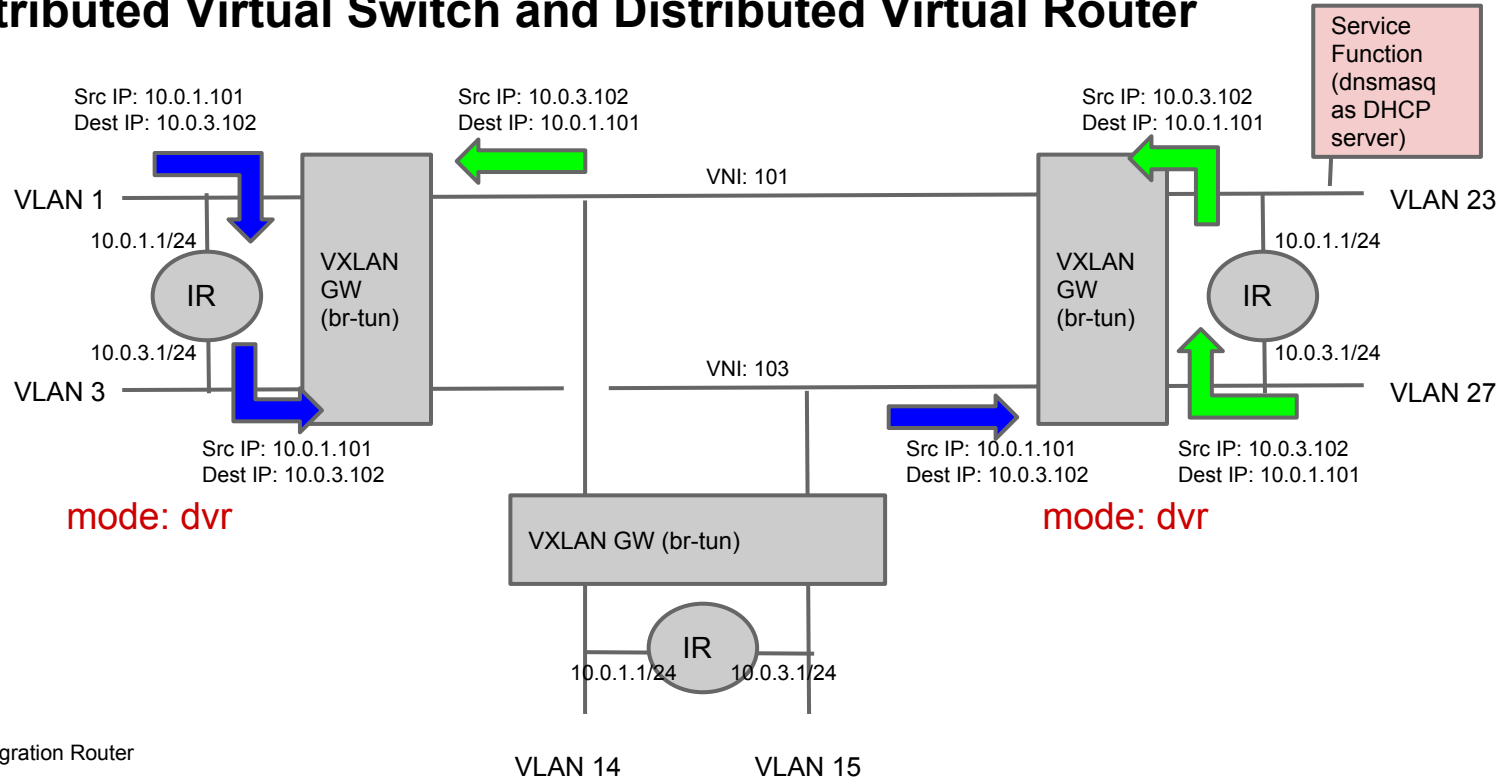 tributed Virtual Switch and Distributed Virtual Router
Service
Function
(dnsmasq
as DHCP
server)
Src IP: 10.0.1.101
Dest IP: 10.0.3.102
Src IP: 10.0.3.102
Dest IP: 10.0.1.101
Src IP: 10.0.3.102
Dest IP: 10.0.1.101
VLAN 1
VNI: 101
VLAN 23
10.0.1.1/24
IR
10.0.3.1/24
VXLAN
GW
(br-tun)
VXLAN
GW
(br-tun)
10.0.1.1/24
IR
10.0.3.1/24
VLAN 3
VNI: 103
VLAN 27
Src IP: 10.0.1.101
Dest IP: 10.0.3.102
Src IP: 10.0.1.101
Dest IP: 10.0.3.102
Src IP: 10.0.3.102
Dest IP: 10.0.1.101
mode: dvr
mode: dvr
VXLAN GW (br-tun)
IR
10.0.1.1/24
10.0.3.1/24
gration Router
VLAN 14
VLAN 15